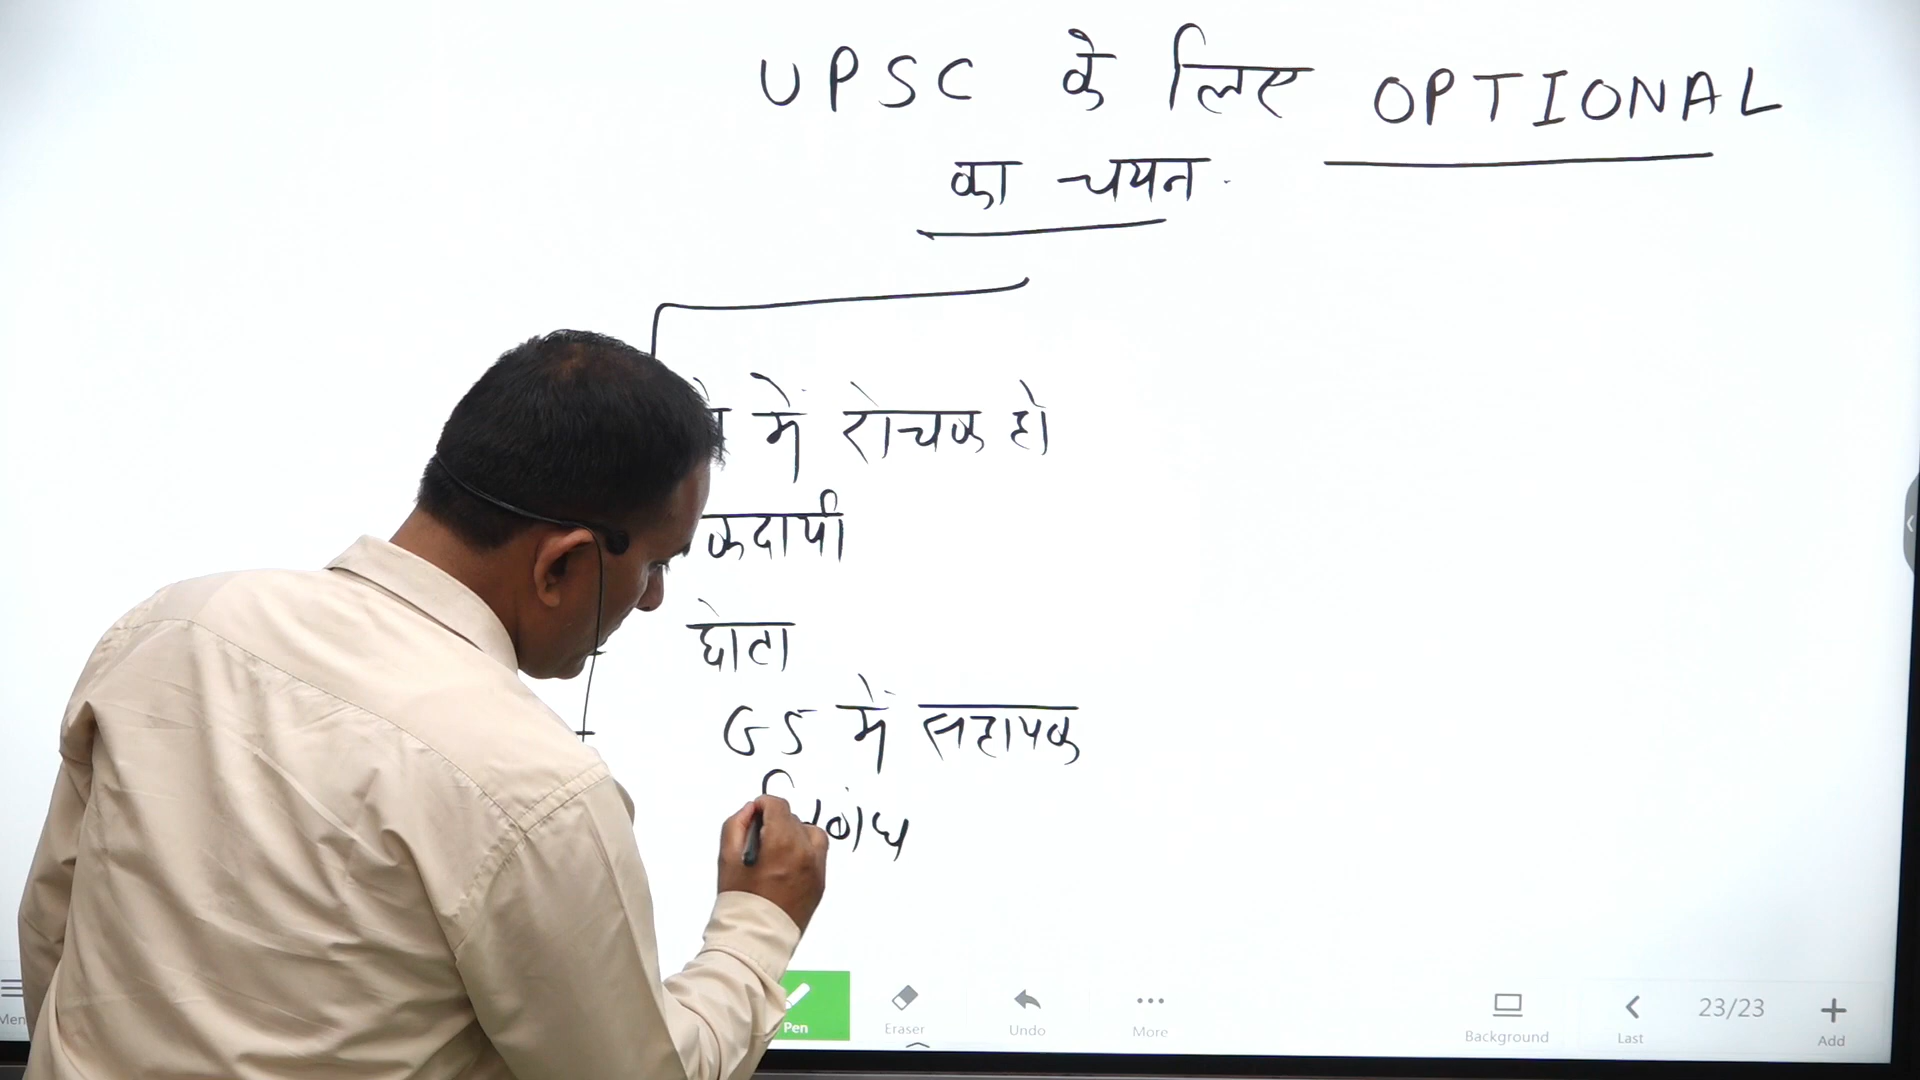 UPSC के लिए OPTIONAL
का चयन
में रोचक हो
कदापी
छोटा
GS में सहायक
निबंध
Pen
Eraser
Undo
More
Background
Last
23/23
Add